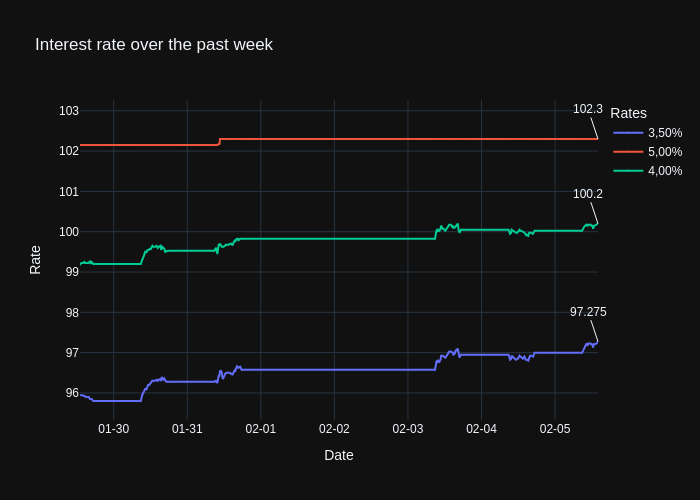 Interest rate over the past week
102.3
103
Rates
3,50%
102
5,00%
4,00%
101
100.2
100
Rate
99
98
97.275
97
96
01-30 01-31 02-01 02-02 02-03 02-04 02-05
Date